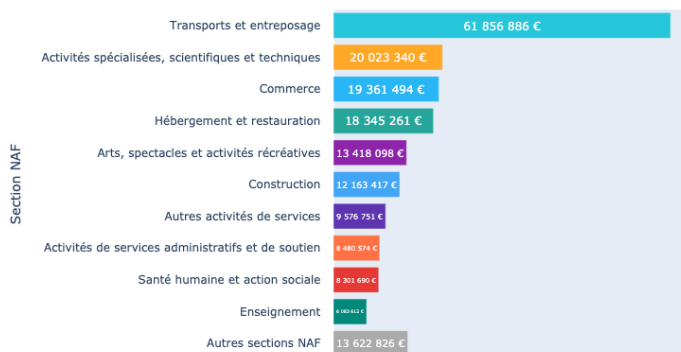 Section NAF
Transports et entreposage 61 856 886 €
Activités spécialisées, scientifiques et techniques 20 023 340 €
Commerce 19 361 494 €
Hébergement et restauration 18 345 261 €
Arts, spectacles et activités récréatives 13 418 098 €
Construction 12 163 417 €
Autres activités de services 9 576 751 €
Activités de services administratifs et de soutien 8 480 574 €
Santé humaine et action sociale 8 301 690 €
Enseignement
Autres sections NAF 13 622 826 €